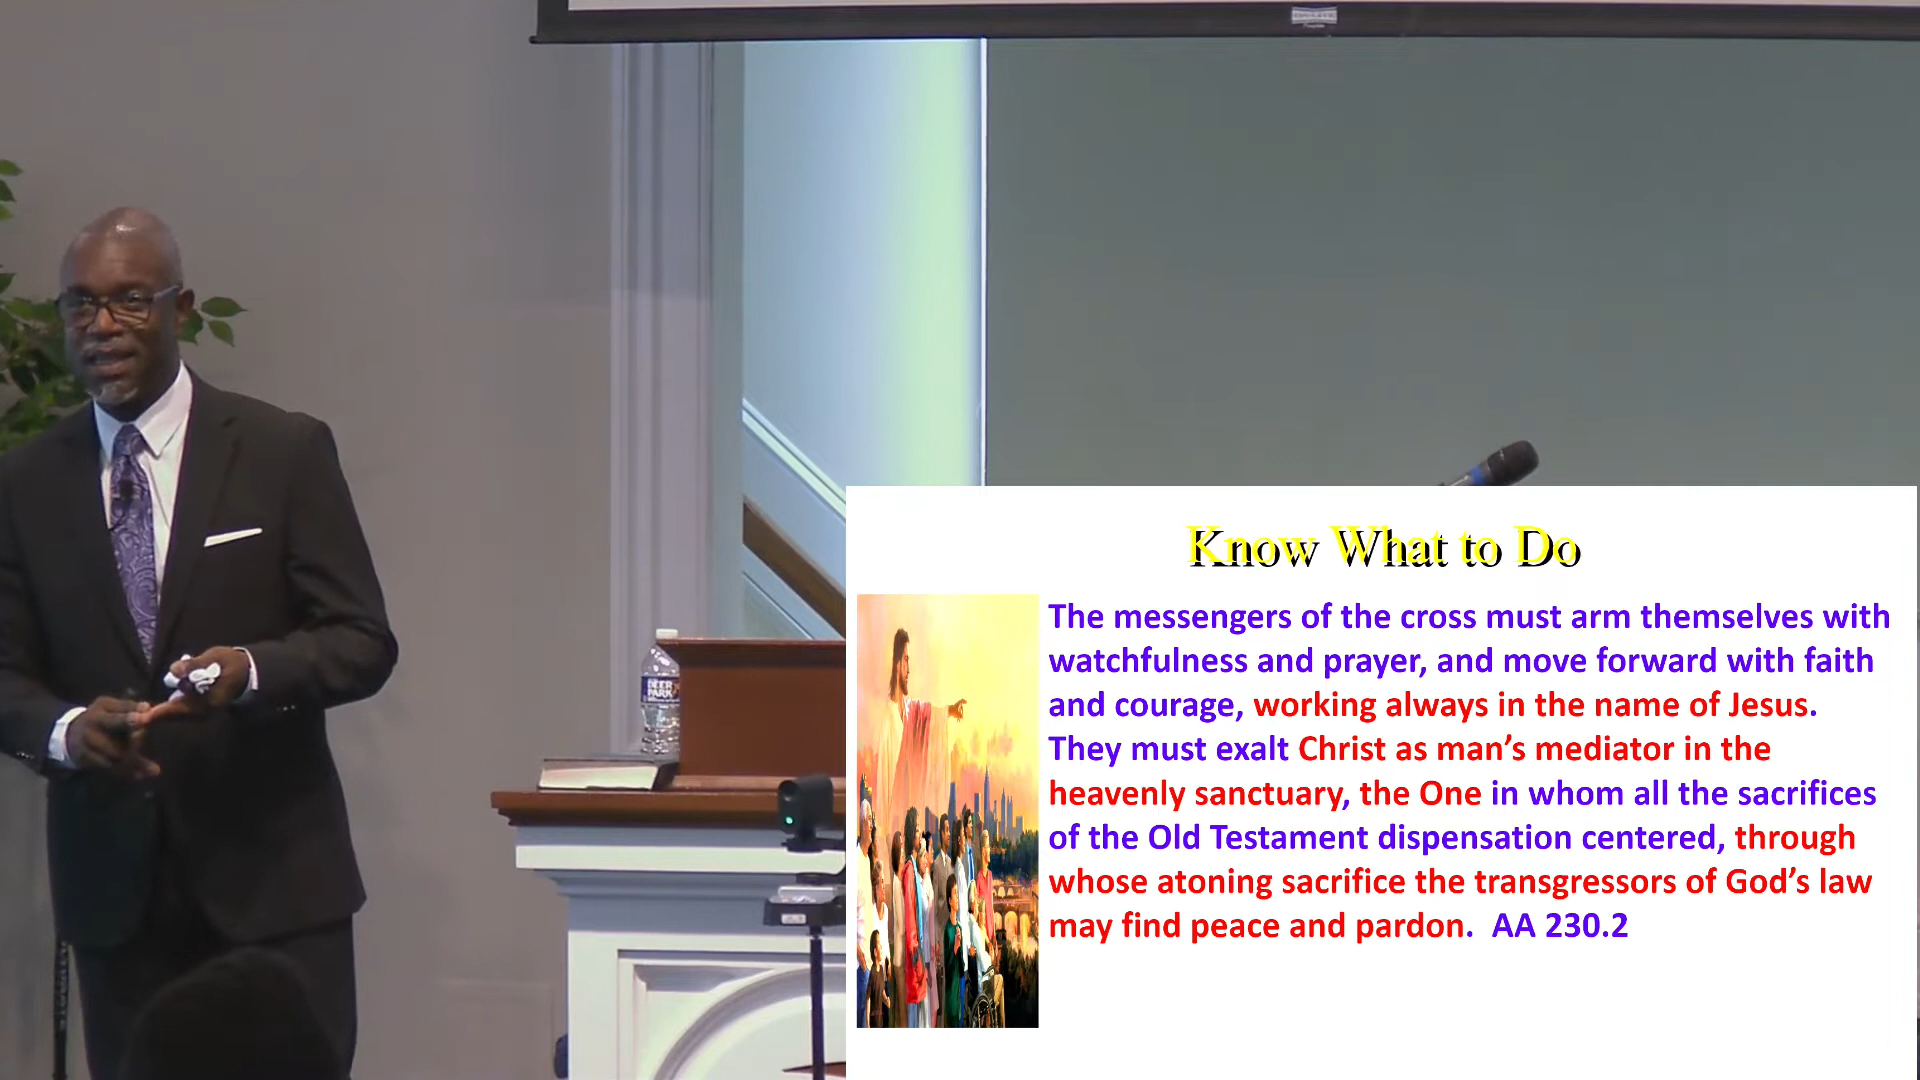 Know What to Do
The messengers of the cross must arm themselves with
watchfulness and prayer, and move forward with faith
and courage, working always in the name of Jesus.
They must exalt Christ as man’s mediator in the
heavenly sanctuary, the One in whom all the sacrifices
of the Old Testament dispensation centered, through
whose atoning sacrifice the transgressors of God’s law
may find peace and pardon.  AA 230.2
DEER
PARK